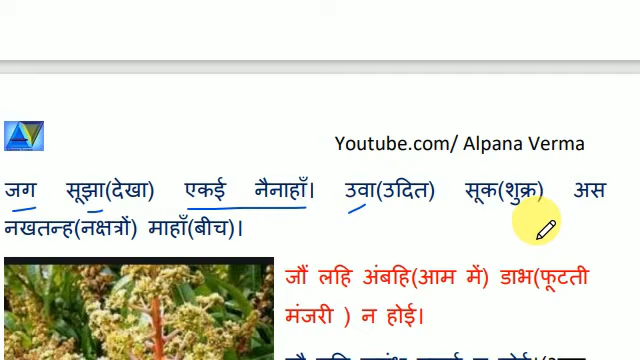 Youtube.com/ Alpana Verma
जग सूझा(देखा) एकई नैनाहाँ। उवा(उदित) सूक(शुक्र) अस
नखतन्ह(नक्षत्रों) माहाँ(बीच)।
जौं लहि अंबहि(आम में) डाभ(फूटती
मंजरी ) न होई।